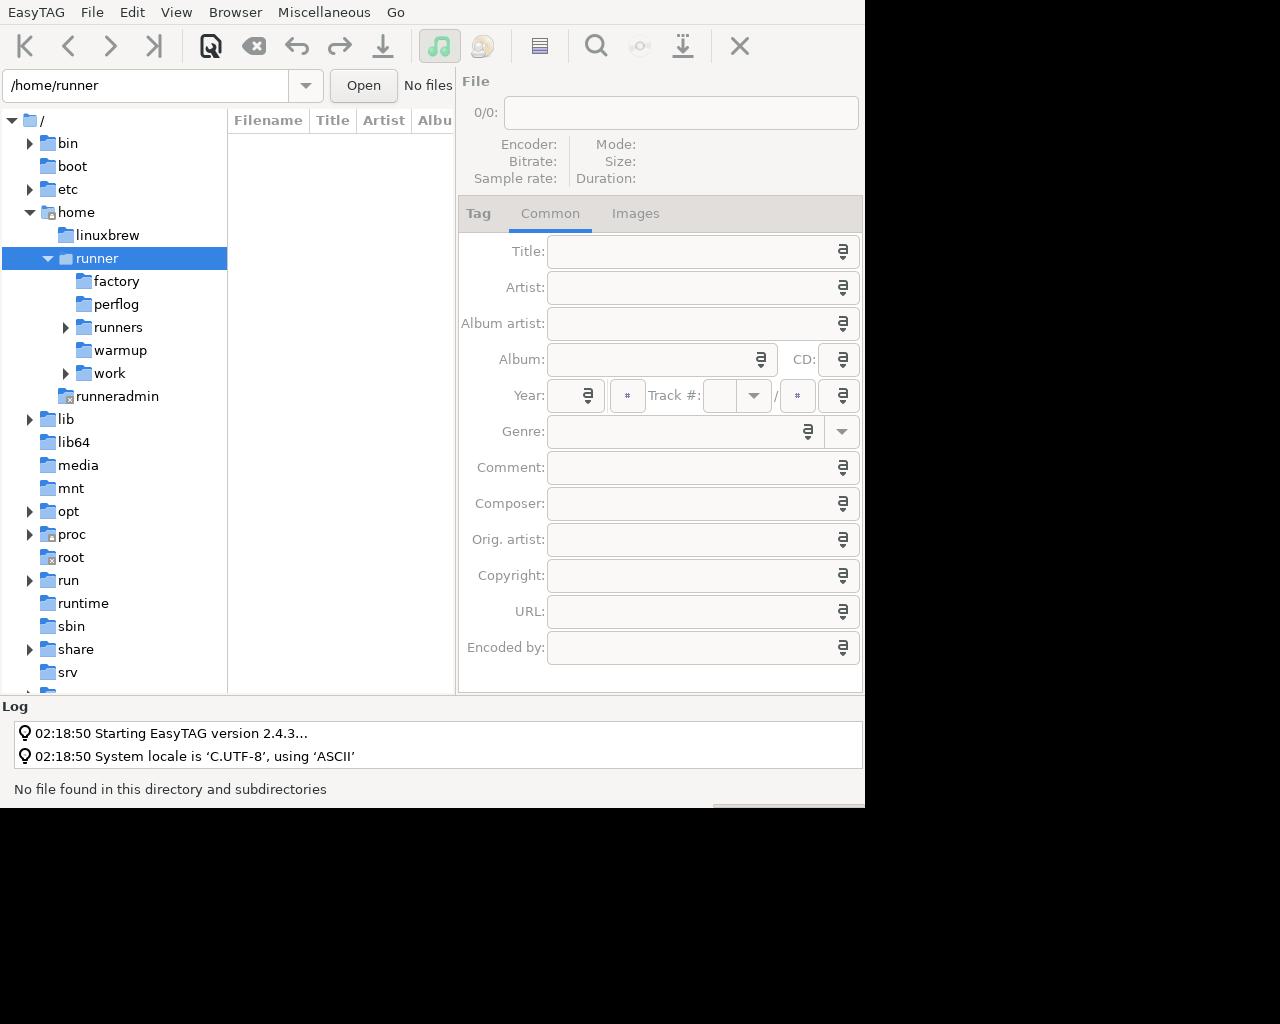 EasyTAG File Edit View Browser Miscellaneous Go
/home/runner Open No files
File
0/0:
Encoder: Mode:
Bitrate: Size:
Sample rate: Duration:
/
bin
boot
etc
home
linuxbrew
runner
factory
perflog
runners
warmup
work
runneradmin
lib
lib64
media
mnt
opt
proc
root
run
runtime
sbin
share
srv
Filename Title Artist Albu
Tag Common Images
Title:
Artist:
Album artist:
Album: CD:
Year: Track #: /
Genre:
Comment:
Composer:
Orig. artist:
Copyright:
URL:
Encoded by:
Log
02:18:50 Starting EasyTAG version 2.4.3…
02:18:50 System locale is ‘C.UTF-8’, using ‘ASCII’
No file found in this directory and subdirectories